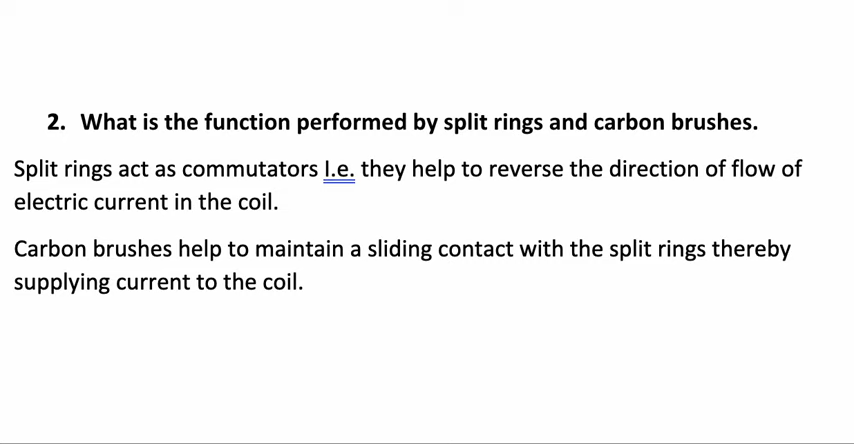 2. What is the function performed by split rings and carbon brushes.
Split rings act as commutators I.e. they help to reverse the direction of flow of
electric current in the coil.
Carbon brushes help to maintain a sliding contact with the split rings thereby
supplying current to the coil.